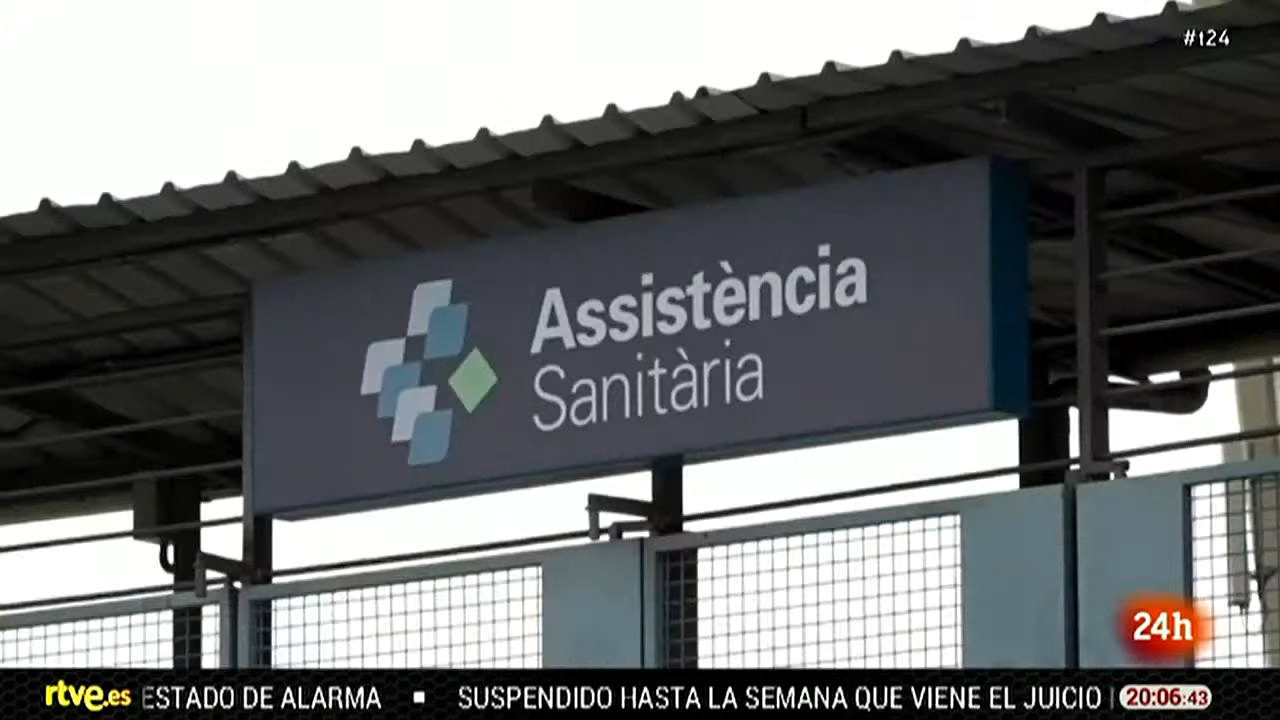 #t24
Assistència
Sanitària
24h
rtve.es ESTADO DE ALARMA ▪ SUSPENDIDO HASTA LA SEMANA QUE VIENE EL JUICIO 20:06:43